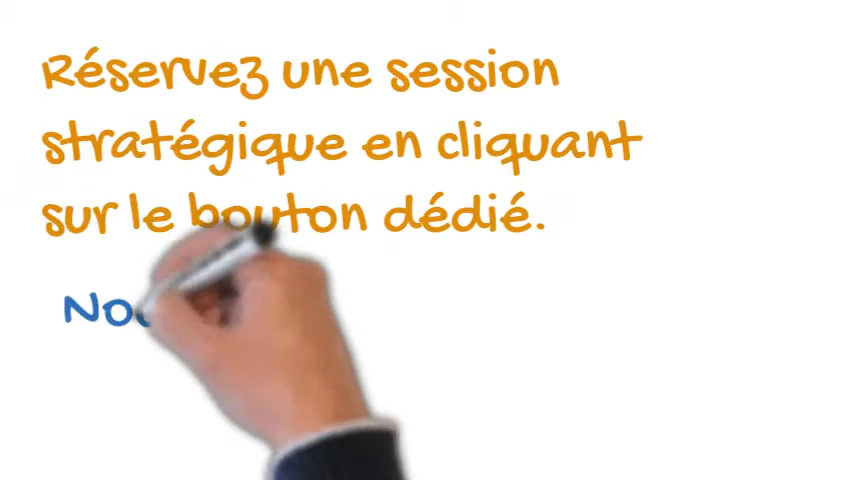 Réservez une session
stratégique en cliquant
sur le bouton dédié.